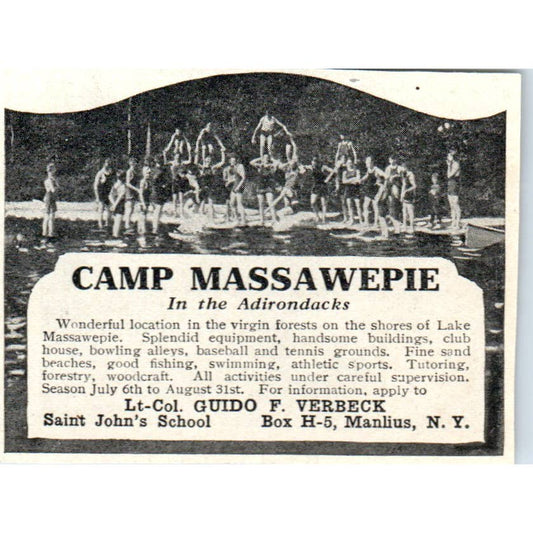 CAMP MASSAWEPIE
In the Adirondacks
Wonderful location in the virgin forests on the shores of Lake
Massawepie. Splendid equipment, handsome buildings, club
house, bowling alleys, baseball and tennis grounds. Fine sand
beaches, good fishing, swimming, athletic sports. Tutoring,
forestry, woodcraft. All activities under careful supervision.
Season July 6th to August 31st. For information, apply to
Lt-Col. GUIDO F. VERBECK
Saint John's School Box H-5, Manlius, N. Y.